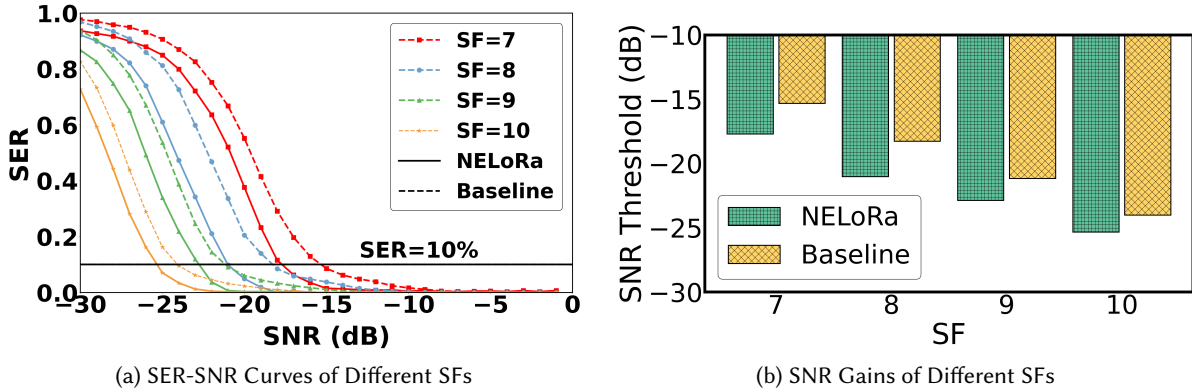 1.0
0.8
0.6
0.4
0.2
0.0
SER
−30
−25
−20
−15
−10
−5
0
SNR (dB)
SF=7
SF=8
SF=9
SF=10
NELoRa
Baseline
SER=10%
(a) SER-SNR Curves of Different SFs
−10
−15
−20
−25
−30
SNR Threshold (dB)
NELoRa
Baseline
7
8
9
10
SF
(b) SNR Gains of Different SFs